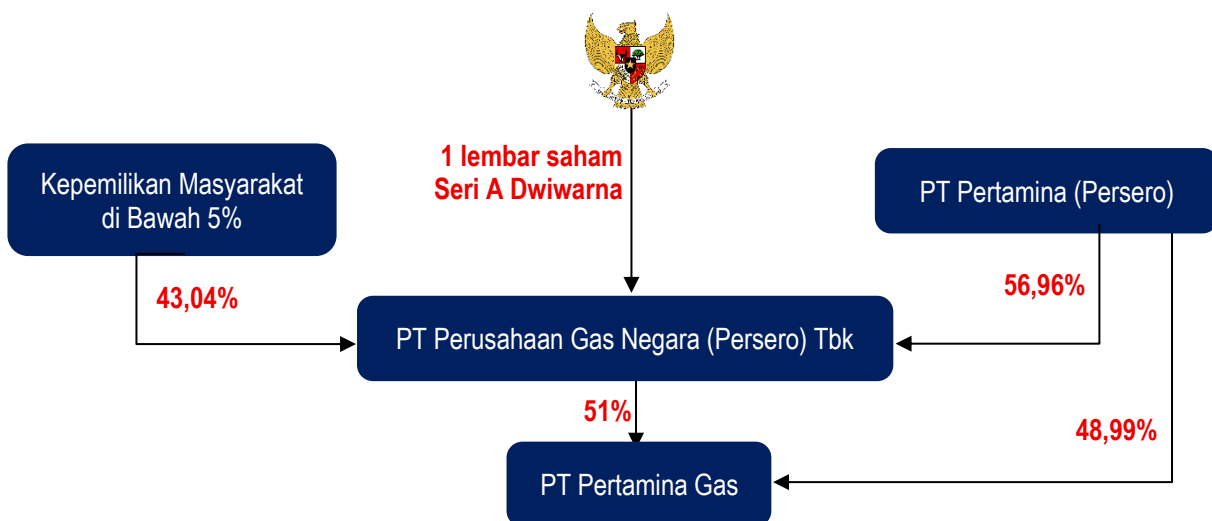 1 lembar saham
Seri A Dwiwarna
Kepemilikan Masyarakat
di Bawah 5%
PT Pertamina (Persero)
43,04%
56,96%
PT Perusahaan Gas Negara (Persero) Tbk
51%
48,99%
PT Pertamina Gas